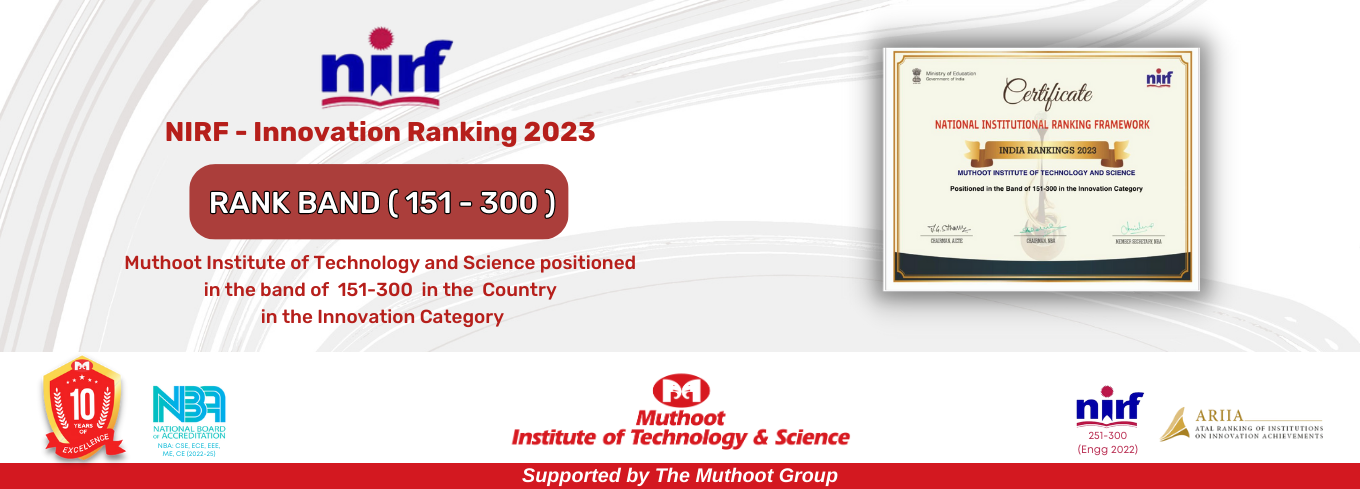 nirf
NIRF - Innovation Ranking 2023
RANK BAND ( 151 - 300 )
Muthoot Institute of Technology and Science positioned
in the band of 151-300 in the Country
in the Innovation Category
Ministry of Education
Government of India
nirf
Certificate
NATIONAL INSTITUTIONAL RANKING FRAMEWORK
INDIA RANKINGS 2023
MUTHOOT INSTITUTE OF TECHNOLOGY AND SCIENCE
Positioned in the Band of 151-300 in the Innovation Category
CHAIRMAN, AICTE
CHAIRMAN, NBA
MEMBER SECRETARY, NBA
10
YEARS
OF
EXCELLENCE
NBA
NATIONAL BOARD
OF ACCREDITATION
NBA: CSE, ECE, EEE,
ME, CE (2022-25)
Muthoot
Institute of Technology & Science
nirf
251-300
(Engg 2022)
ARIIA
ATAL RANKING OF INSTITUTIONS
ON INNOVATION ACHIEVEMENTS
Supported by The Muthoot Group